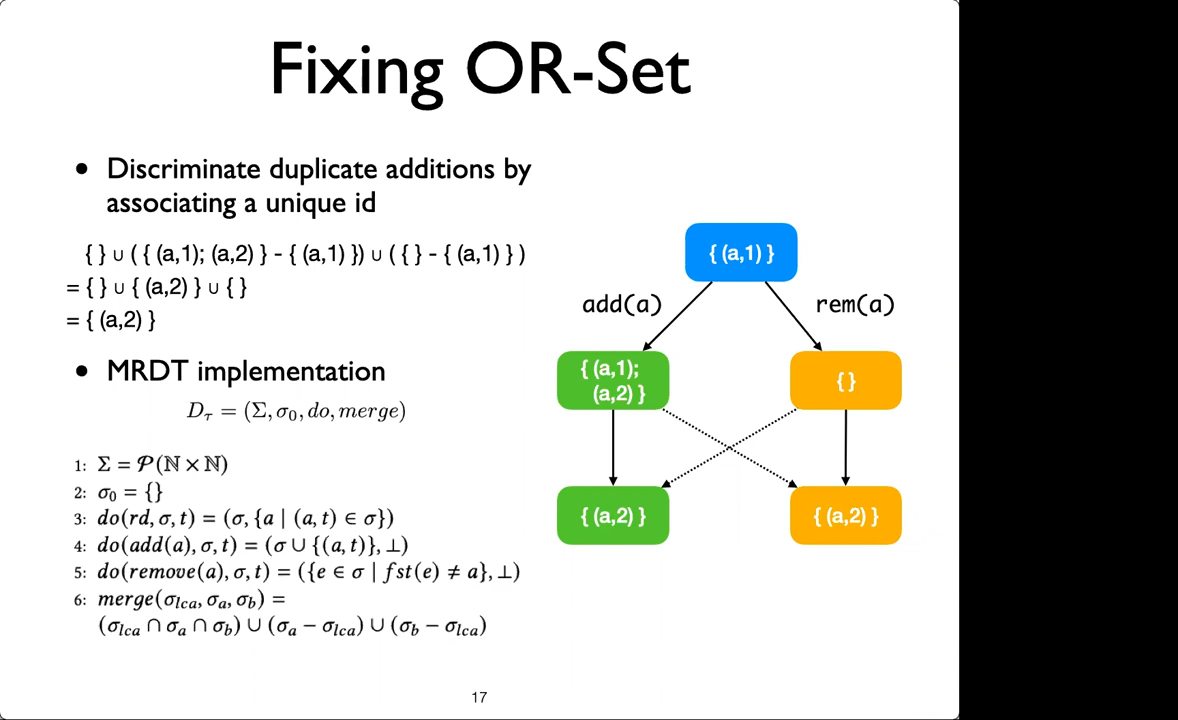 Fixing OR-Set
• Discriminate duplicate additions by
associating a unique id
{ } ∪ ( { (a,1); (a,2) } - { (a,1) }) ∪ ( { } - { (a,1) } )
= { } ∪ { (a,2) } ∪ { }
= { (a,2) }
• MRDT implementation
D_τ = (Σ, σ₀, do, merge)
1: Σ = 𝒫(ℕ × ℕ)
2: σ₀ = {}
3: do(rd, σ, t) = (σ, {a | (a, t) ∈ σ})
4: do(add(a), σ, t) = (σ ∪ {(a, t)}, ⊥)
5: do(remove(a), σ, t) = ({e ∈ σ | fst(e) ≠ a}, ⊥)
6: merge(σ_lca, σ_a, σ_b) =
(σ_lca ∩ σ_a ∩ σ_b) ∪ (σ_a − σ_lca) ∪ (σ_b − σ_lca)
{ (a,1) }
add(a)
rem(a)
{ (a,1);
(a,2) }
{ }
{ (a,2) }
{ (a,2) }
17